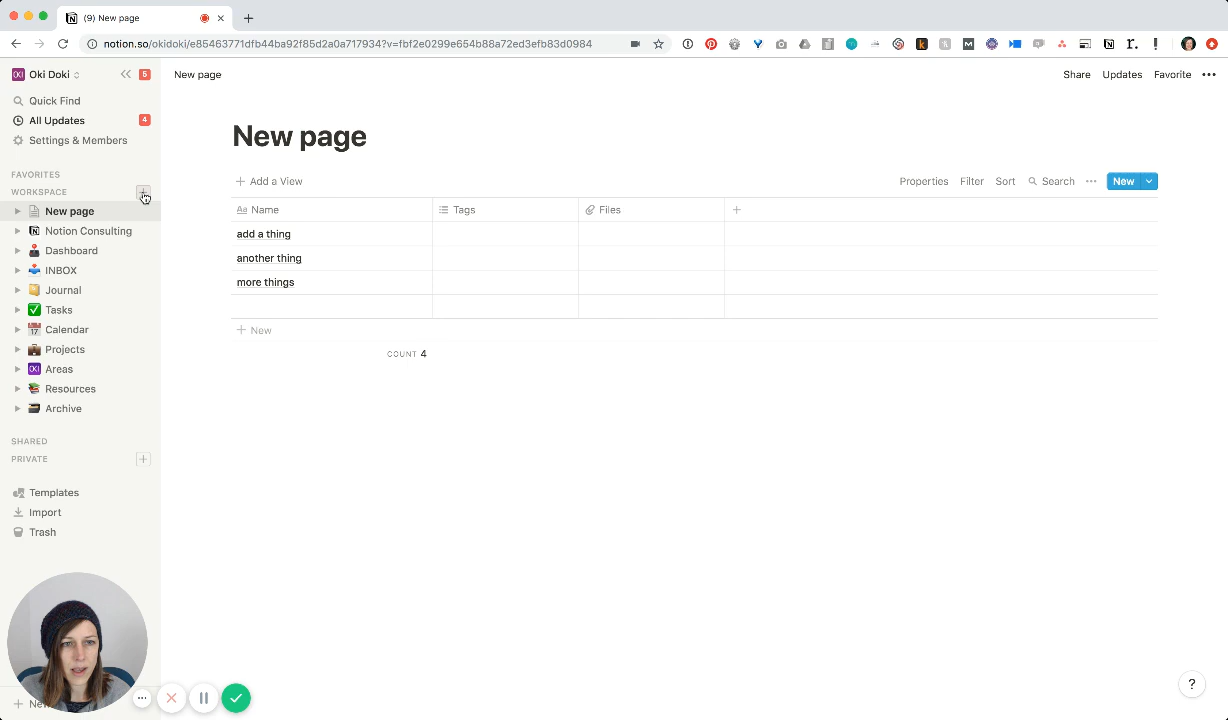 (9) New page
notion.so/okidoki/e85463771dfb44ba92f85d2a0a717934?v=fbf2e0299e654b88a72ed3efb83d0984
Oki Doki
5
New page
Share Updates Favorite
Quick Find
All Updates 4
Settings & Members
FAVORITES
WORKSPACE
New page
Notion Consulting
Dashboard
INBOX
Journal
Tasks
Calendar
Projects
Areas
Resources
Archive
SHARED
PRIVATE
Templates
Import
Trash
New page
Add a View
Properties Filter Sort Search New
Aa Name Tags Files
add a thing
another thing
more things
New
COUNT 4
?